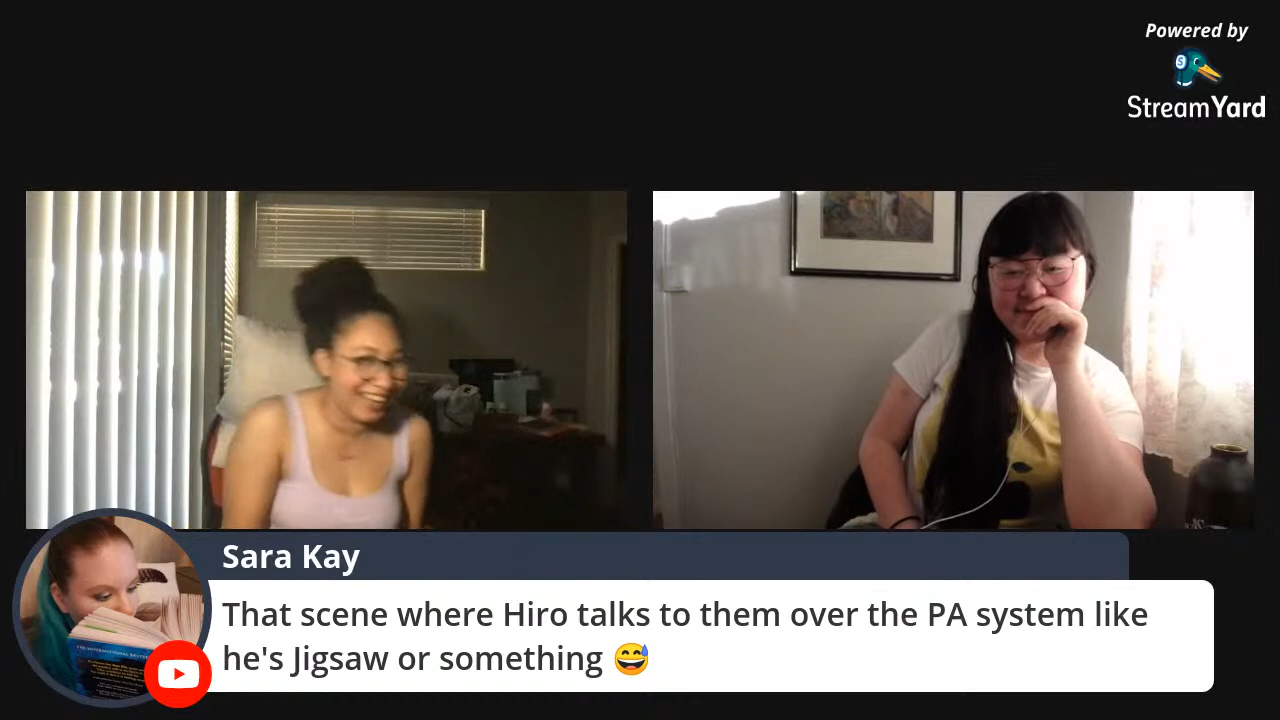 Powered by
StreamYard
Sara Kay
That scene where Hiro talks to them over the PA system like
he's Jigsaw or something 😅